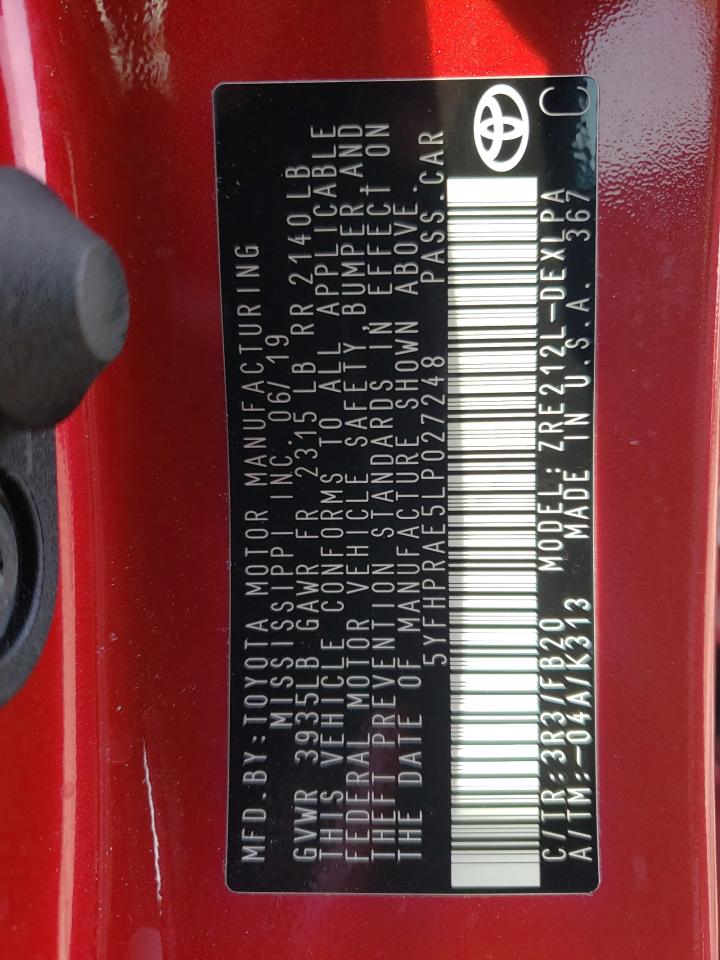 MFD.BY:TOYOTA MOTOR MANUFACTURING
MISSISSIPPI INC. 06/19
GVWR 3935LB GAWR FR 2315 LB RR 2140LB
THIS VEHICLE CONFORMS TO ALL APPLICABLE
FEDERAL MOTOR VEHICLE SAFETY, BUMPER, AND
THEFT PREVENTION STANDARDS IN EFFECT ON
THE DATE OF MANUFACTURE SHOWN ABOVE.
5YFHPRAE5LP027248 PASS.CAR
C/TR:3R3/FB20 MODEL:ZRE212L-DEXLPA
A/TM:-04A/K313 MADE IN U.S.A. 367 C